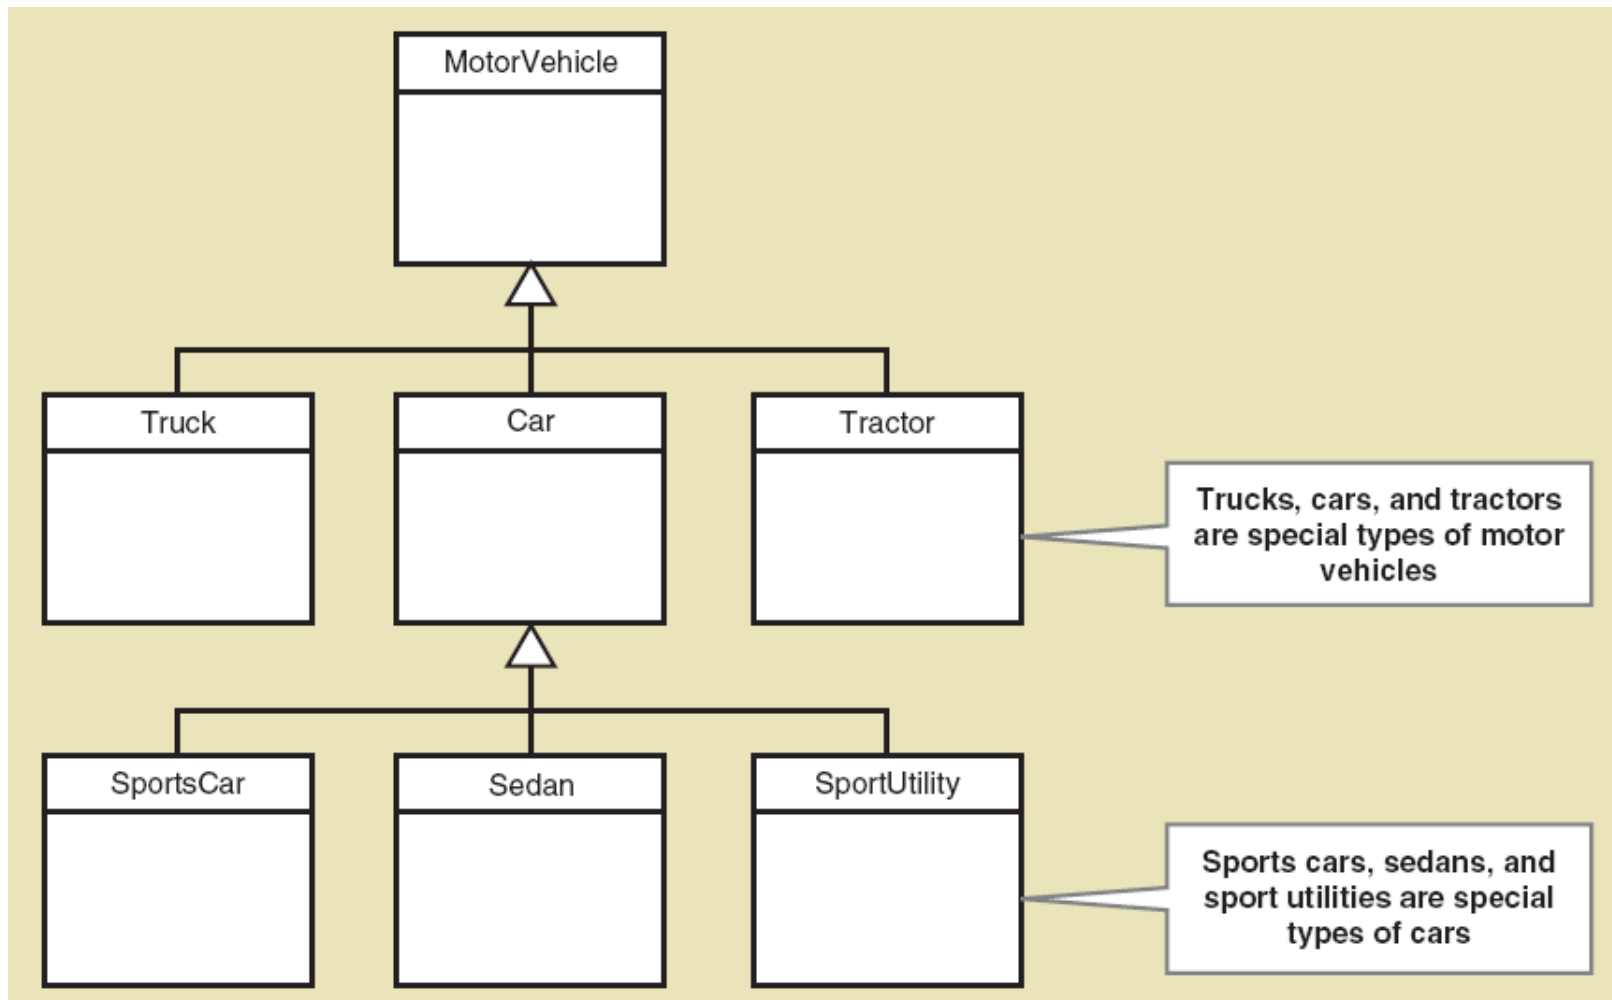 MotorVehicle
Truck
Car
Tractor
Trucks, cars, and tractors
are special types of motor
vehicles
SportsCar
Sedan
SportUtility
Sports cars, sedans, and
sport utilities are special
types of cars